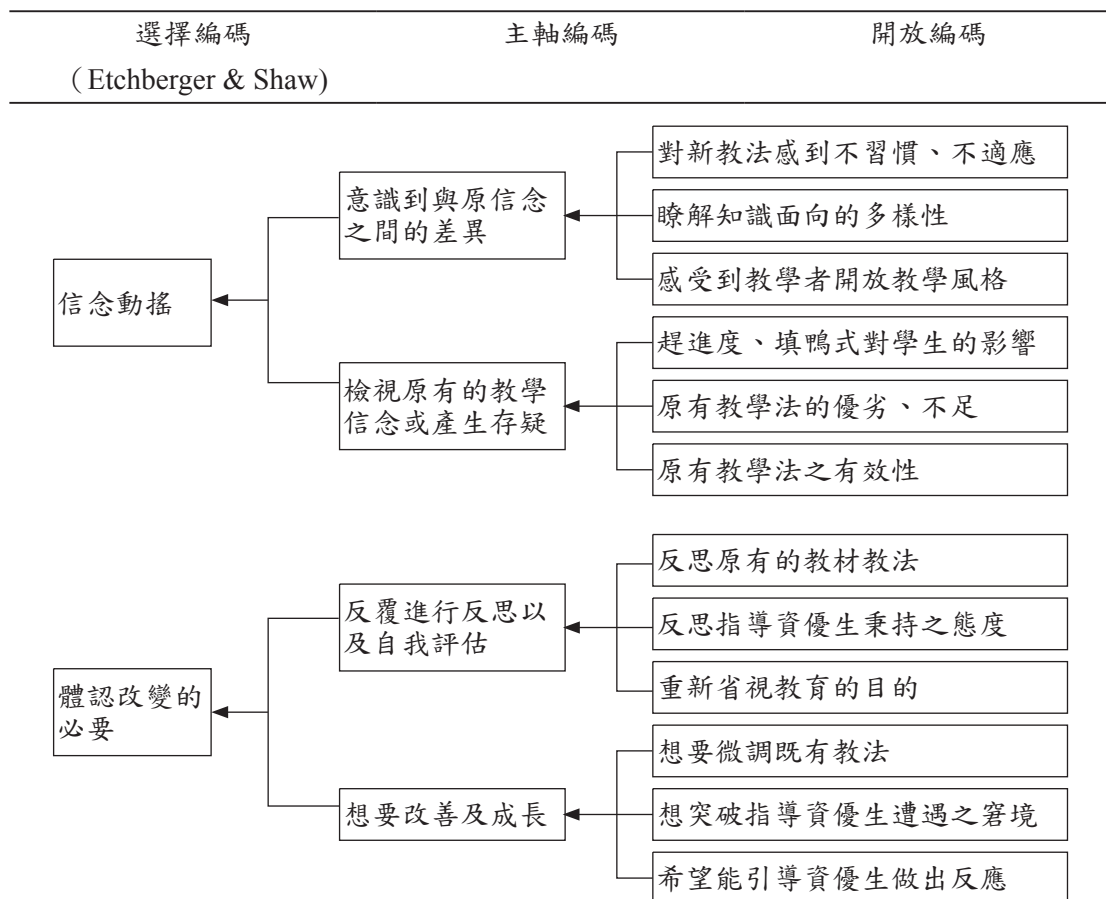 選擇編碼 主軸編碼 開放編碼
（Etchberger & Shaw)
信念動搖
意識到與原信念
之間的差異
對新教法感到不習慣、不適應
瞭解知識面向的多樣性
感受到教學者開放教學風格
檢視原有的教學
信念或產生存疑
趕進度、填鴨式對學生的影響
原有教學法的優劣、不足
原有教學法之有效性
體認改變的
必要
反覆進行反思以
及自我評估
反思原有的教材教法
反思指導資優生秉持之態度
重新省視教育的目的
想要改善及成長
想要微調既有教法
想突破指導資優生遭遇之窘境
希望能引導資優生做出反應